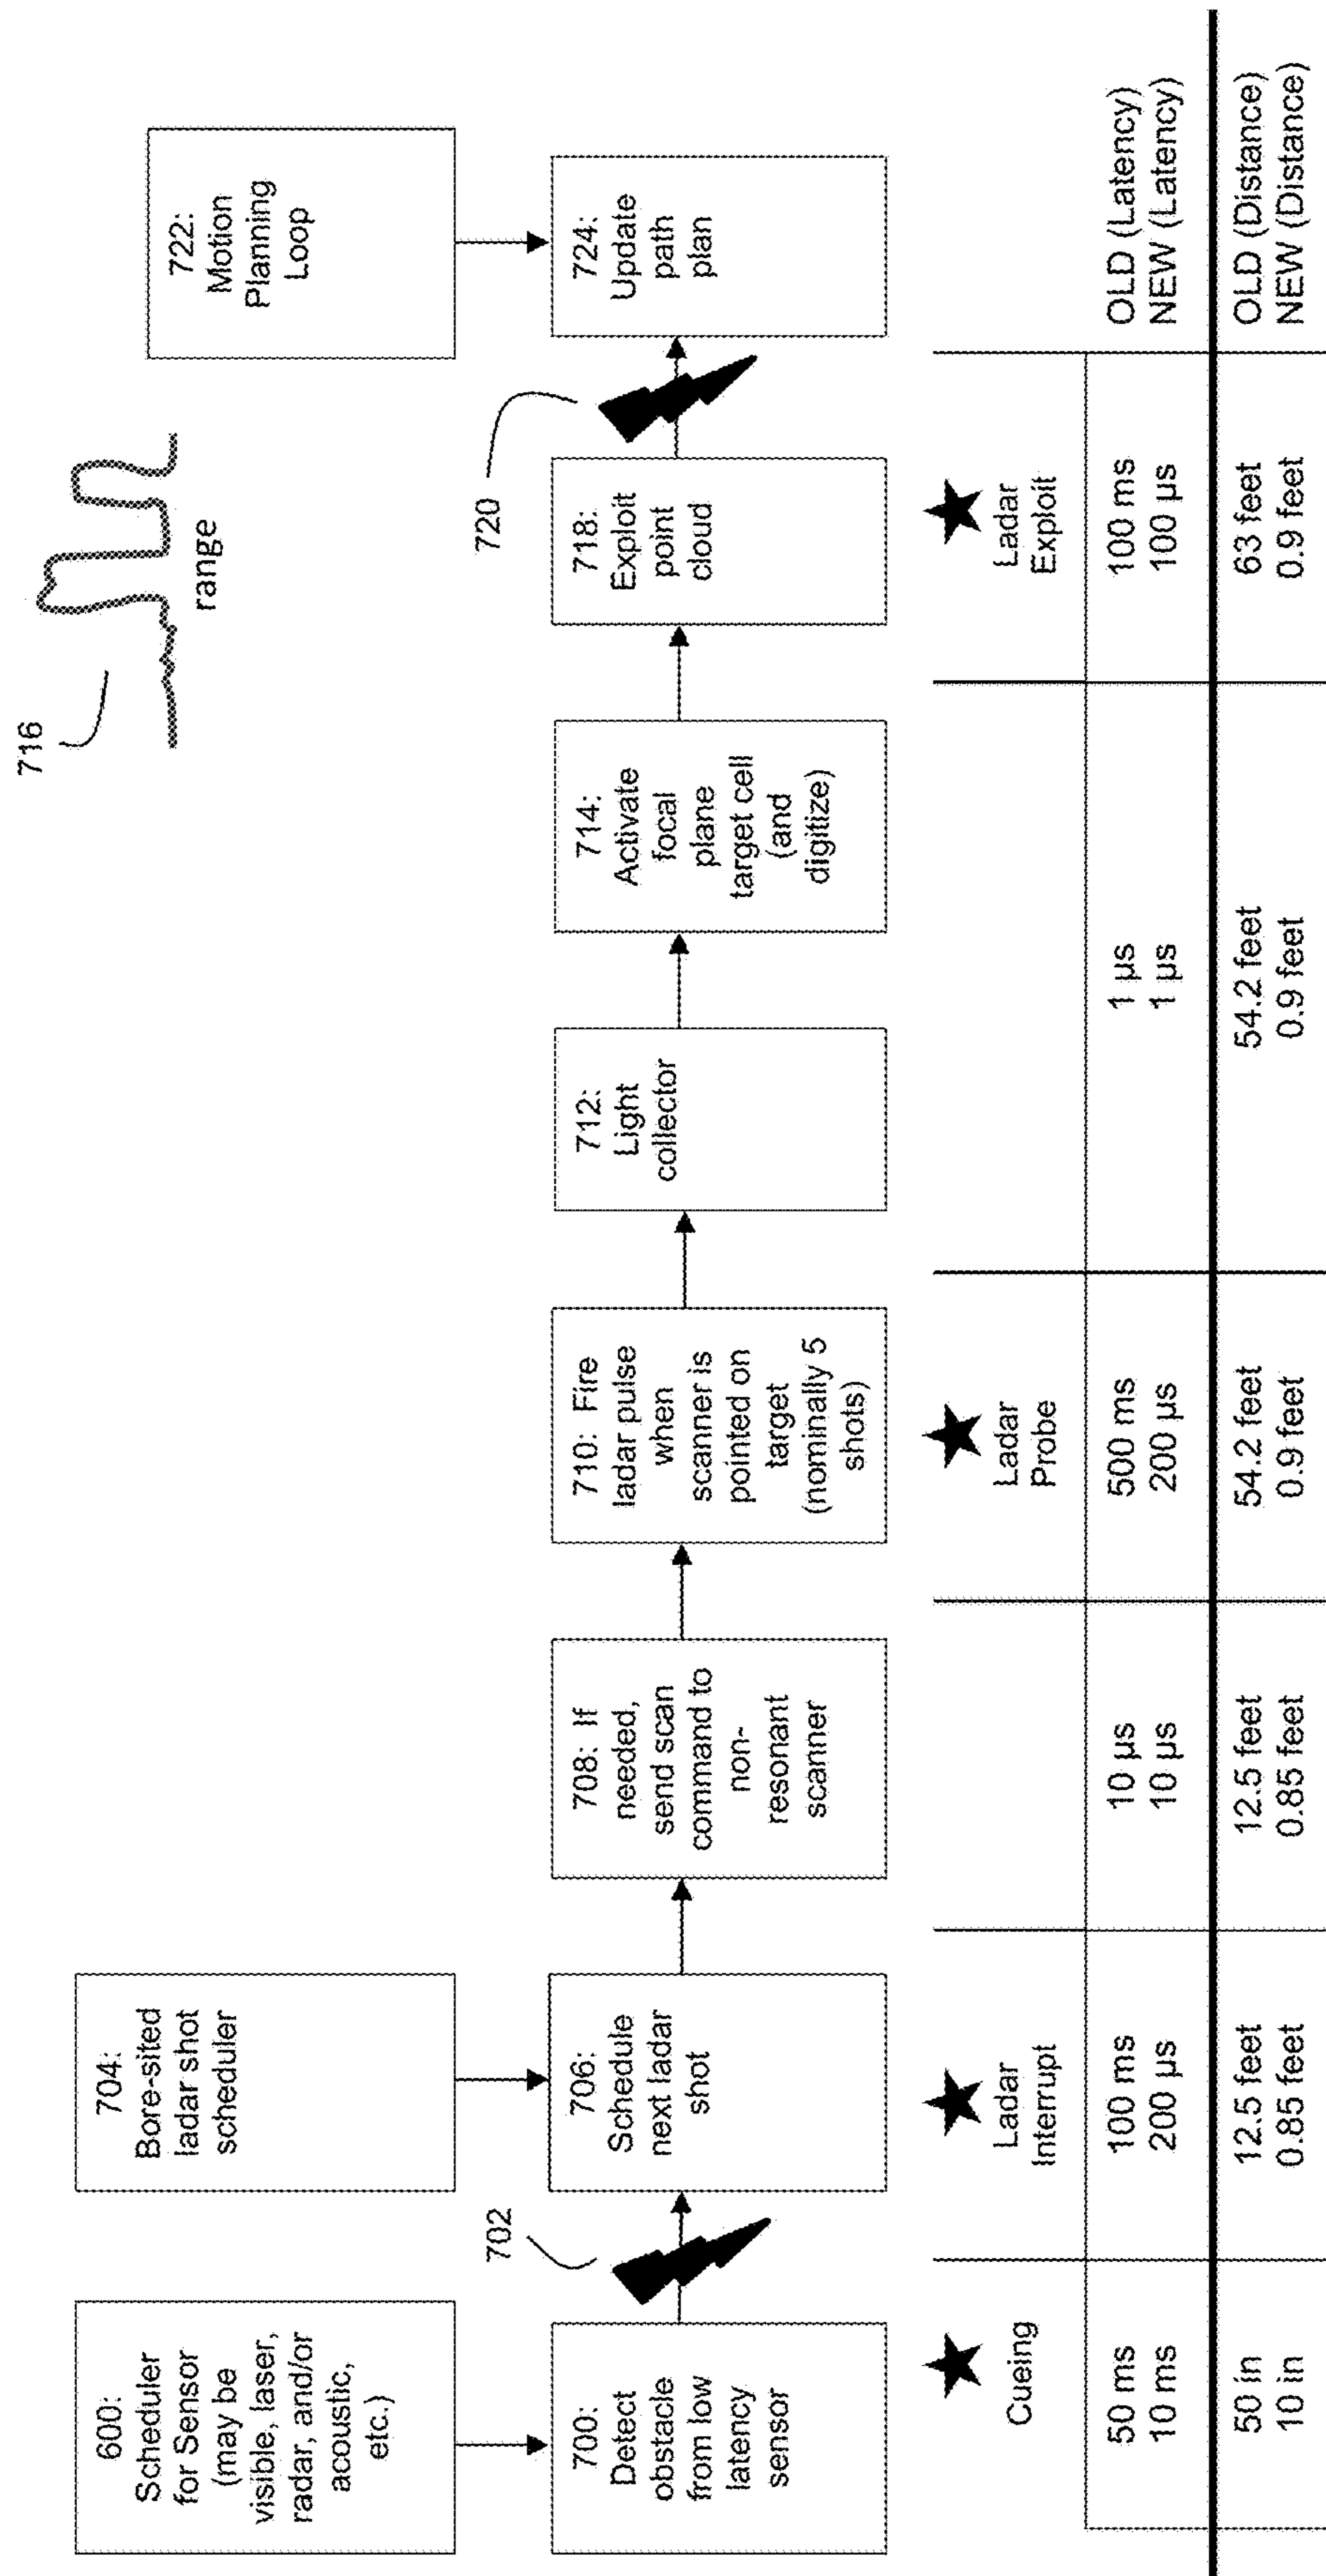 600:
Scheduler
for Sensor
(may be
visible, laser,
radar, and/or
acoustic,
etc.)
704:
Bore-sited
ladar shot
scheduler
716
range
722:
Motion
Planning
Loop
702
720
700:
Detect
obstacle
from low
latency
sensor
706:
Schedule
next ladar
shot
708: If
needed,
send scan
command to
non-
resonant
scanner
710: Fire
ladar pulse
when
scanner is
pointed on
target
(nominally 5
shots)
712:
Light
collector
714:
Activate
focal
plane
target cell
(and
digitize)
718:
Exploit
point
cloud
724:
Update
path
plan
Cueing
Ladar
Interrupt
Ladar
Probe
Ladar
Exploit
50 ms
10 ms
100 ms
200 µs
10 µs
10 µs
500 ms
200 µs
1 µs
1 µs
100 ms
100 µs
OLD (Latency)
NEW (Latency)
50 in
10 in
12.5 feet
0.85 feet
12.5 feet
0.85 feet
54.2 feet
0.9 feet
54.2 feet
0.9 feet
63 feet
0.9 feet
OLD (Distance)
NEW (Distance)